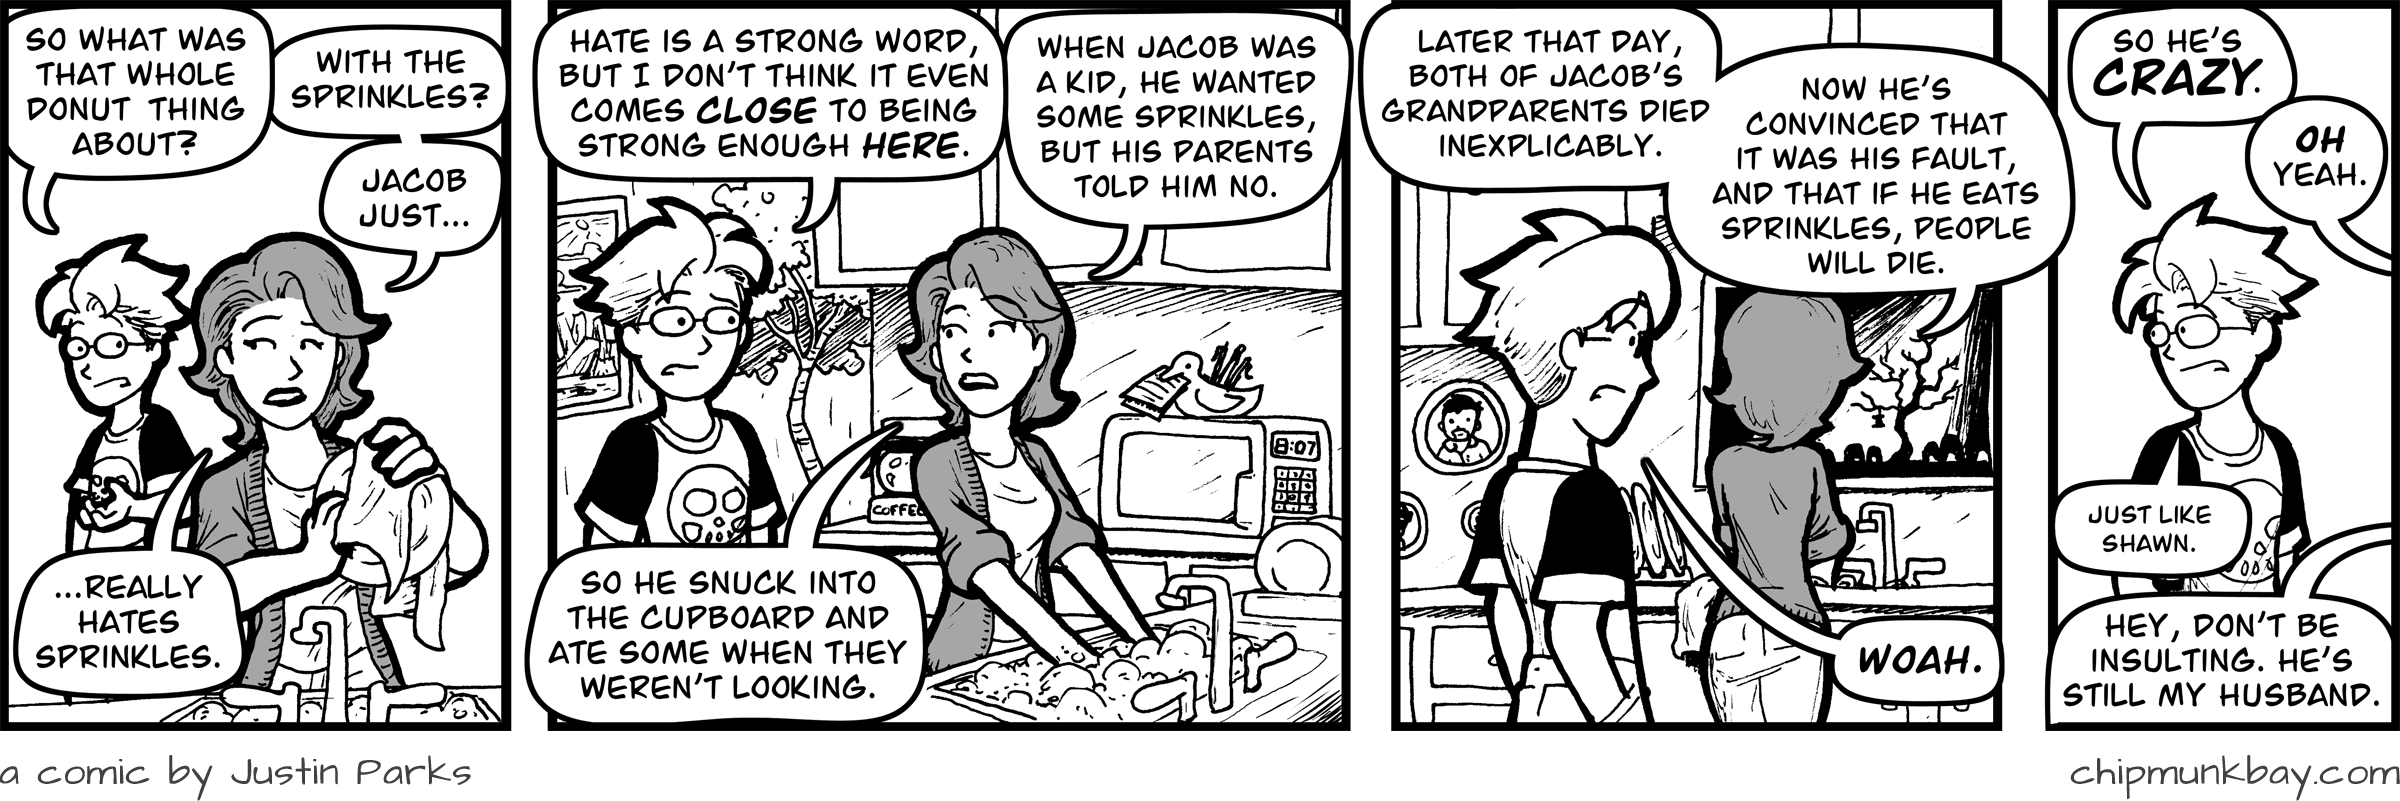 SO WHAT WAS
THAT WHOLE
DONUT THING
ABOUT?
WITH THE
SPRINKLES?
JACOB
JUST...
...REALLY
HATES
SPRINKLES.
HATE IS A STRONG WORD,
BUT I DON'T THINK IT EVEN
COMES CLOSE TO BEING
STRONG ENOUGH HERE.
WHEN JACOB WAS
A KID, HE WANTED
SOME SPRINKLES,
BUT HIS PARENTS
TOLD HIM NO.
8:07
COFFEE
SO HE SNUCK INTO
THE CUPBOARD AND
ATE SOME WHEN THEY
WEREN'T LOOKING.
LATER THAT DAY,
BOTH OF JACOB'S
GRANDPARENTS DIED
INEXPLICABLY.
NOW HE'S
CONVINCED THAT
IT WAS HIS FAULT,
AND THAT IF HE EATS
SPRINKLES, PEOPLE
WILL DIE.
WOAH.
SO HE'S
CRAZY.
OH
YEAH.
JUST LIKE
SHAWN.
HEY, DON'T BE
INSULTING. HE'S
STILL MY HUSBAND.
a comic by Justin Parks
chipmunkbay.com